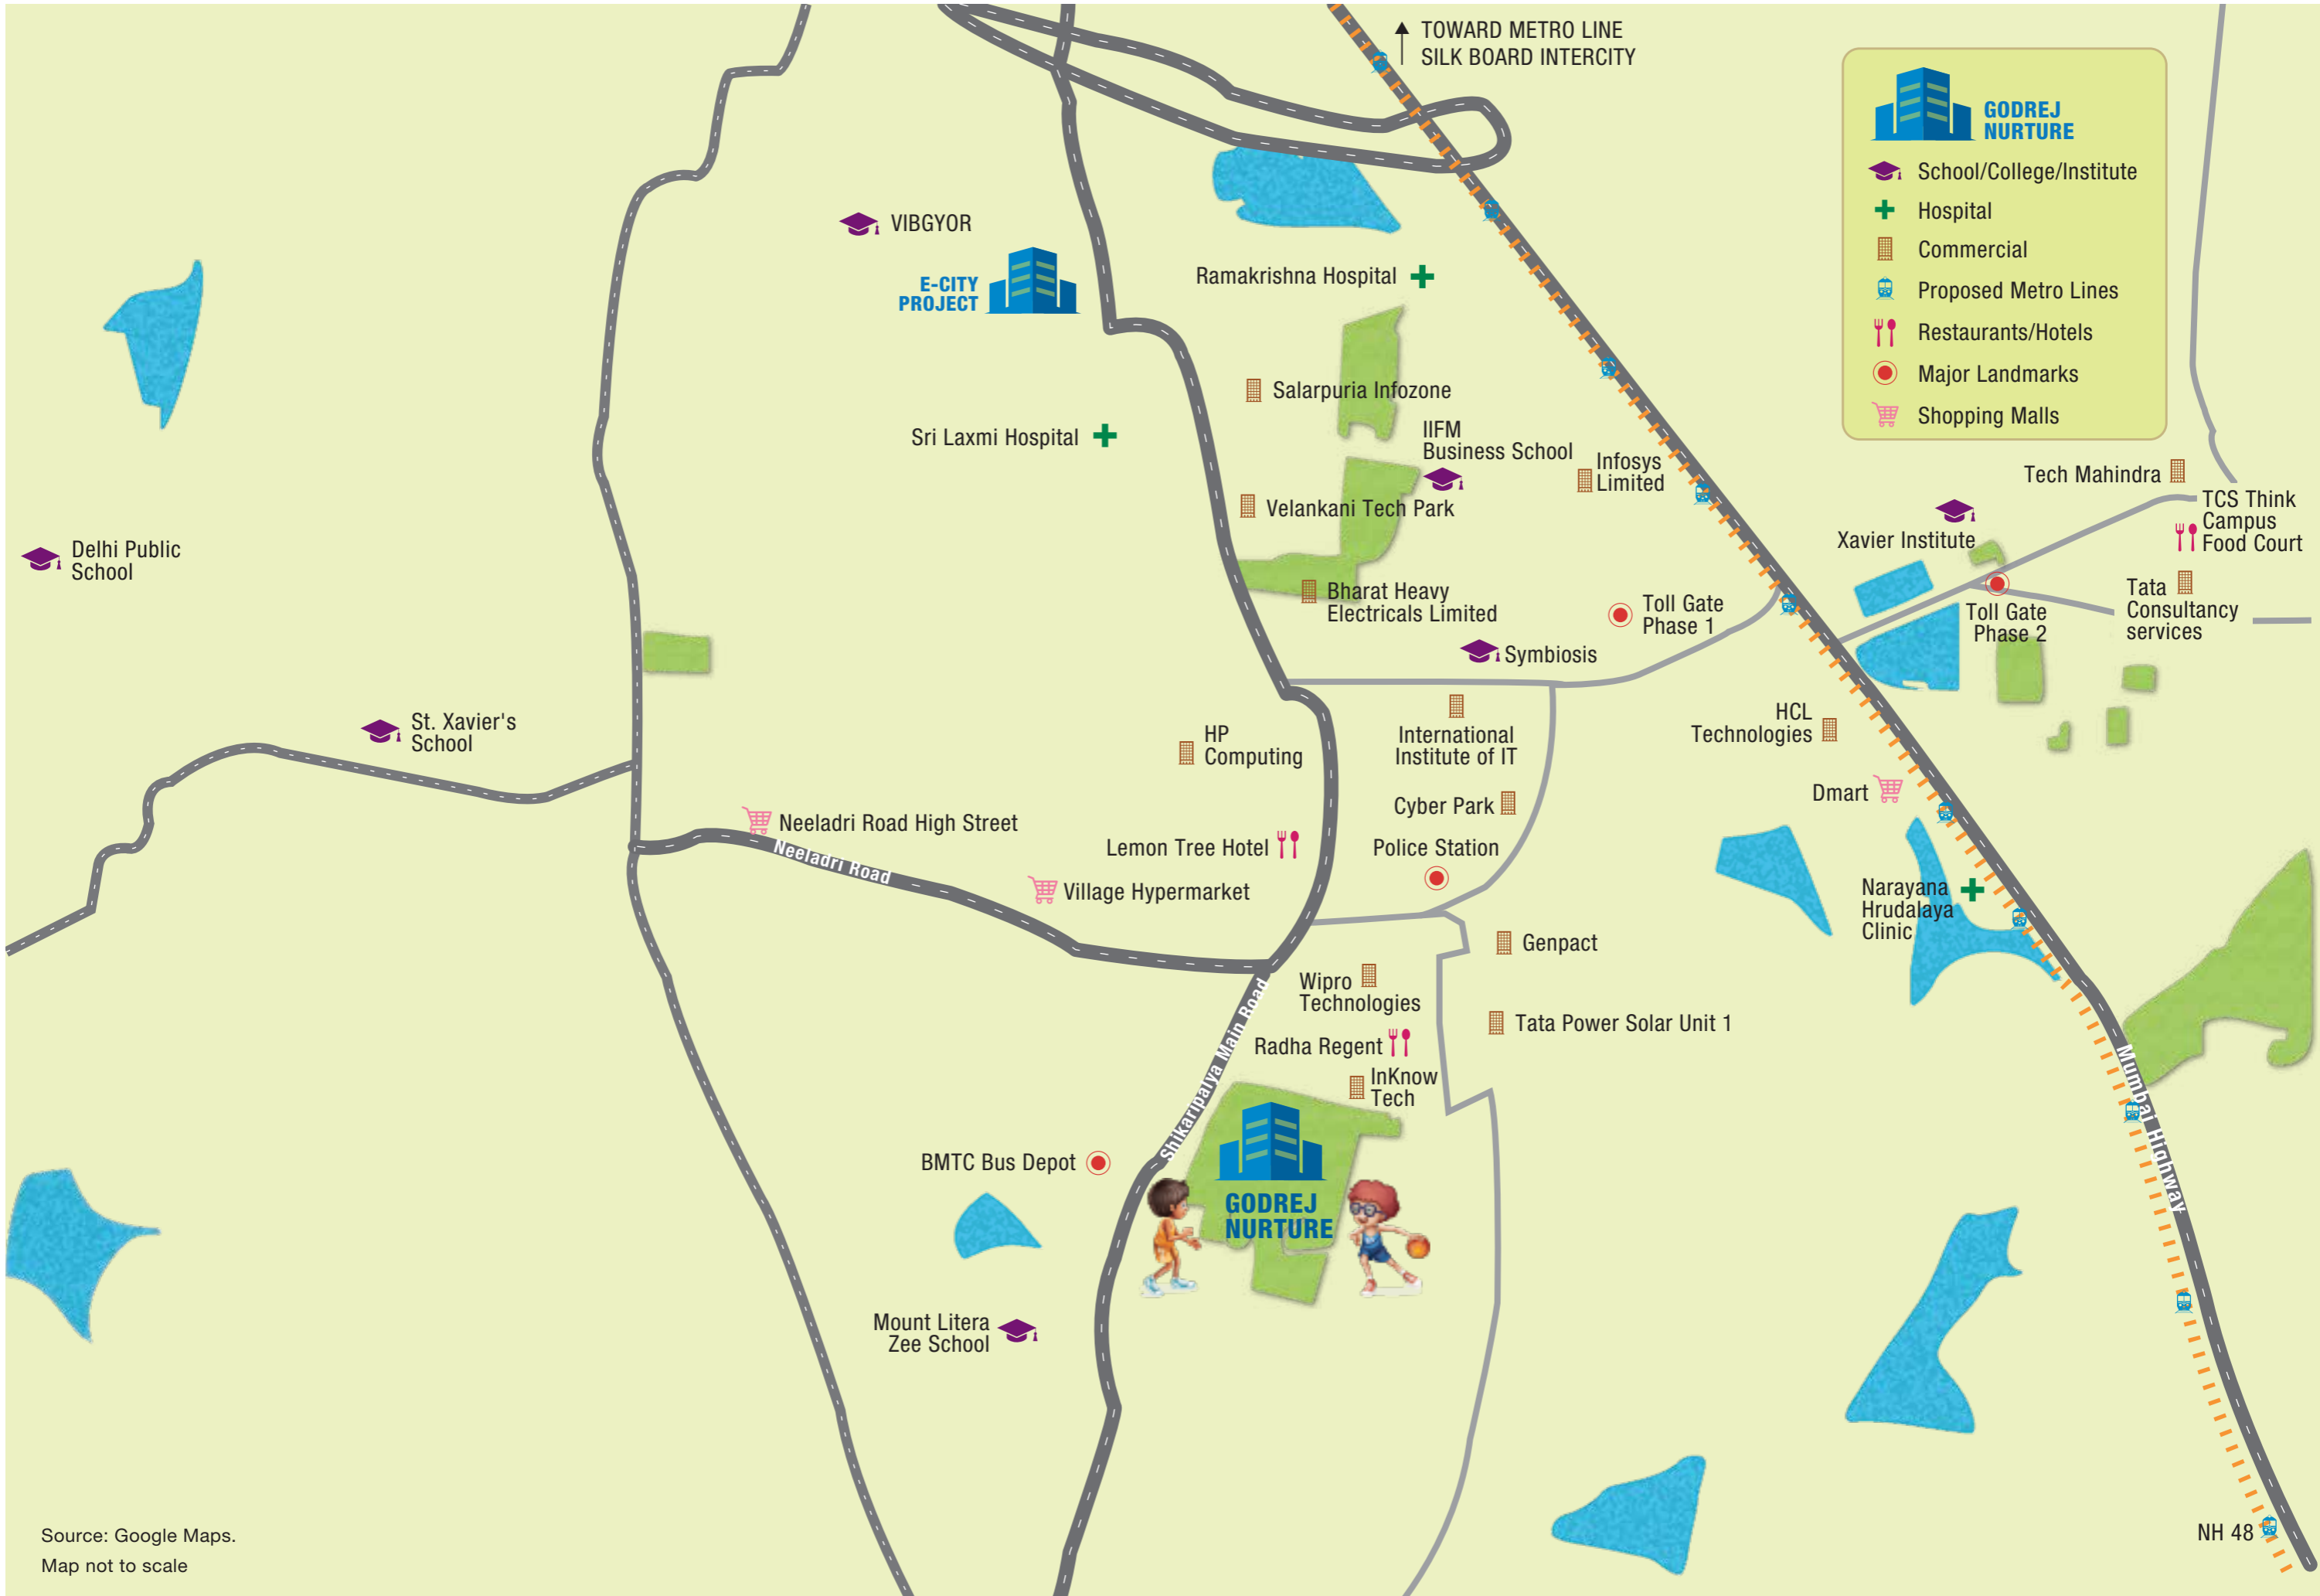 TOWARD METRO LINE
SILK BOARD INTERCITY
GODREJ
NURTURE
School/College/Institute
Hospital
Commercial
Proposed Metro Lines
Restaurants/Hotels
Major Landmarks
Shopping Malls
VIBGYOR
E-CITY
PROJECT
Ramakrishna Hospital
Salarpuria Infozone
Sri Laxmi Hospital
IIFM
Business School
Infosys
Limited
Velankani Tech Park
Tech Mahindra
TCS Think
Campus
Food Court
Xavier Institute
Delhi Public
School
Bharat Heavy
Electricals Limited
Toll Gate
Phase 1
Toll Gate
Phase 2
Tata
Consultancy
services
Symbiosis
St. Xavier's
School
HP
Computing
International
Institute of IT
HCL
Technologies
Dmart
Cyber Park
Neeladri Road High Street
Neeladri Road
Lemon Tree Hotel
Police Station
Village Hypermarket
Narayana
Hrudalaya
Clinic
Genpact
Wipro
Technologies
Tata Power Solar Unit 1
Radha Regent
InKnow
Tech
Shikaripalya Main Road
Mumbai Highway
BMTC Bus Depot
GODREJ
NURTURE
Mount Litera
Zee School
NH 48
Source: Google Maps.
Map not to scale